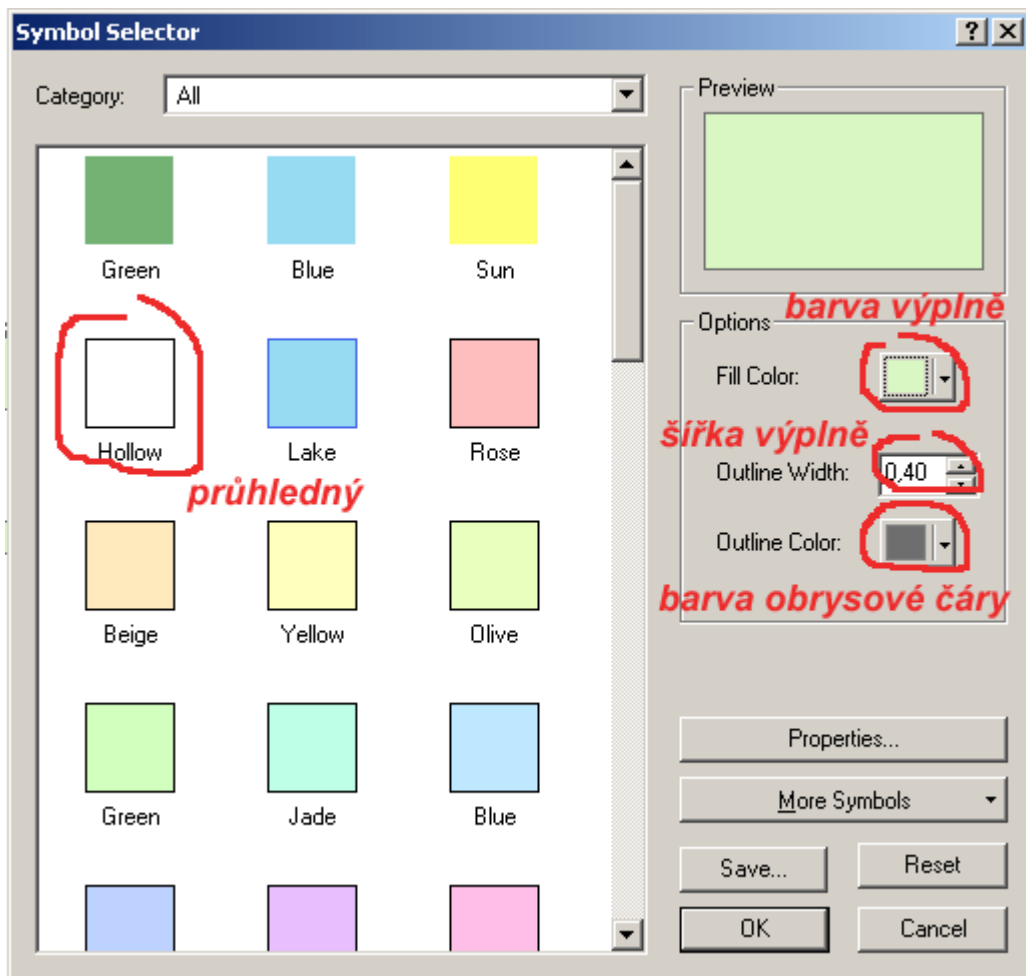 Symbol Selector
Category: All
Green Blue Sun
Hollow Lake Rose
průhledný
Beige Yellow Olive
Green Jade Blue
Preview
barva výplně
Options
Fill Color:
šířka výplně
Outline Width: 0,40
Outline Color:
barva obrysové čáry
Properties...
More Symbols
Save... Reset
OK Cancel